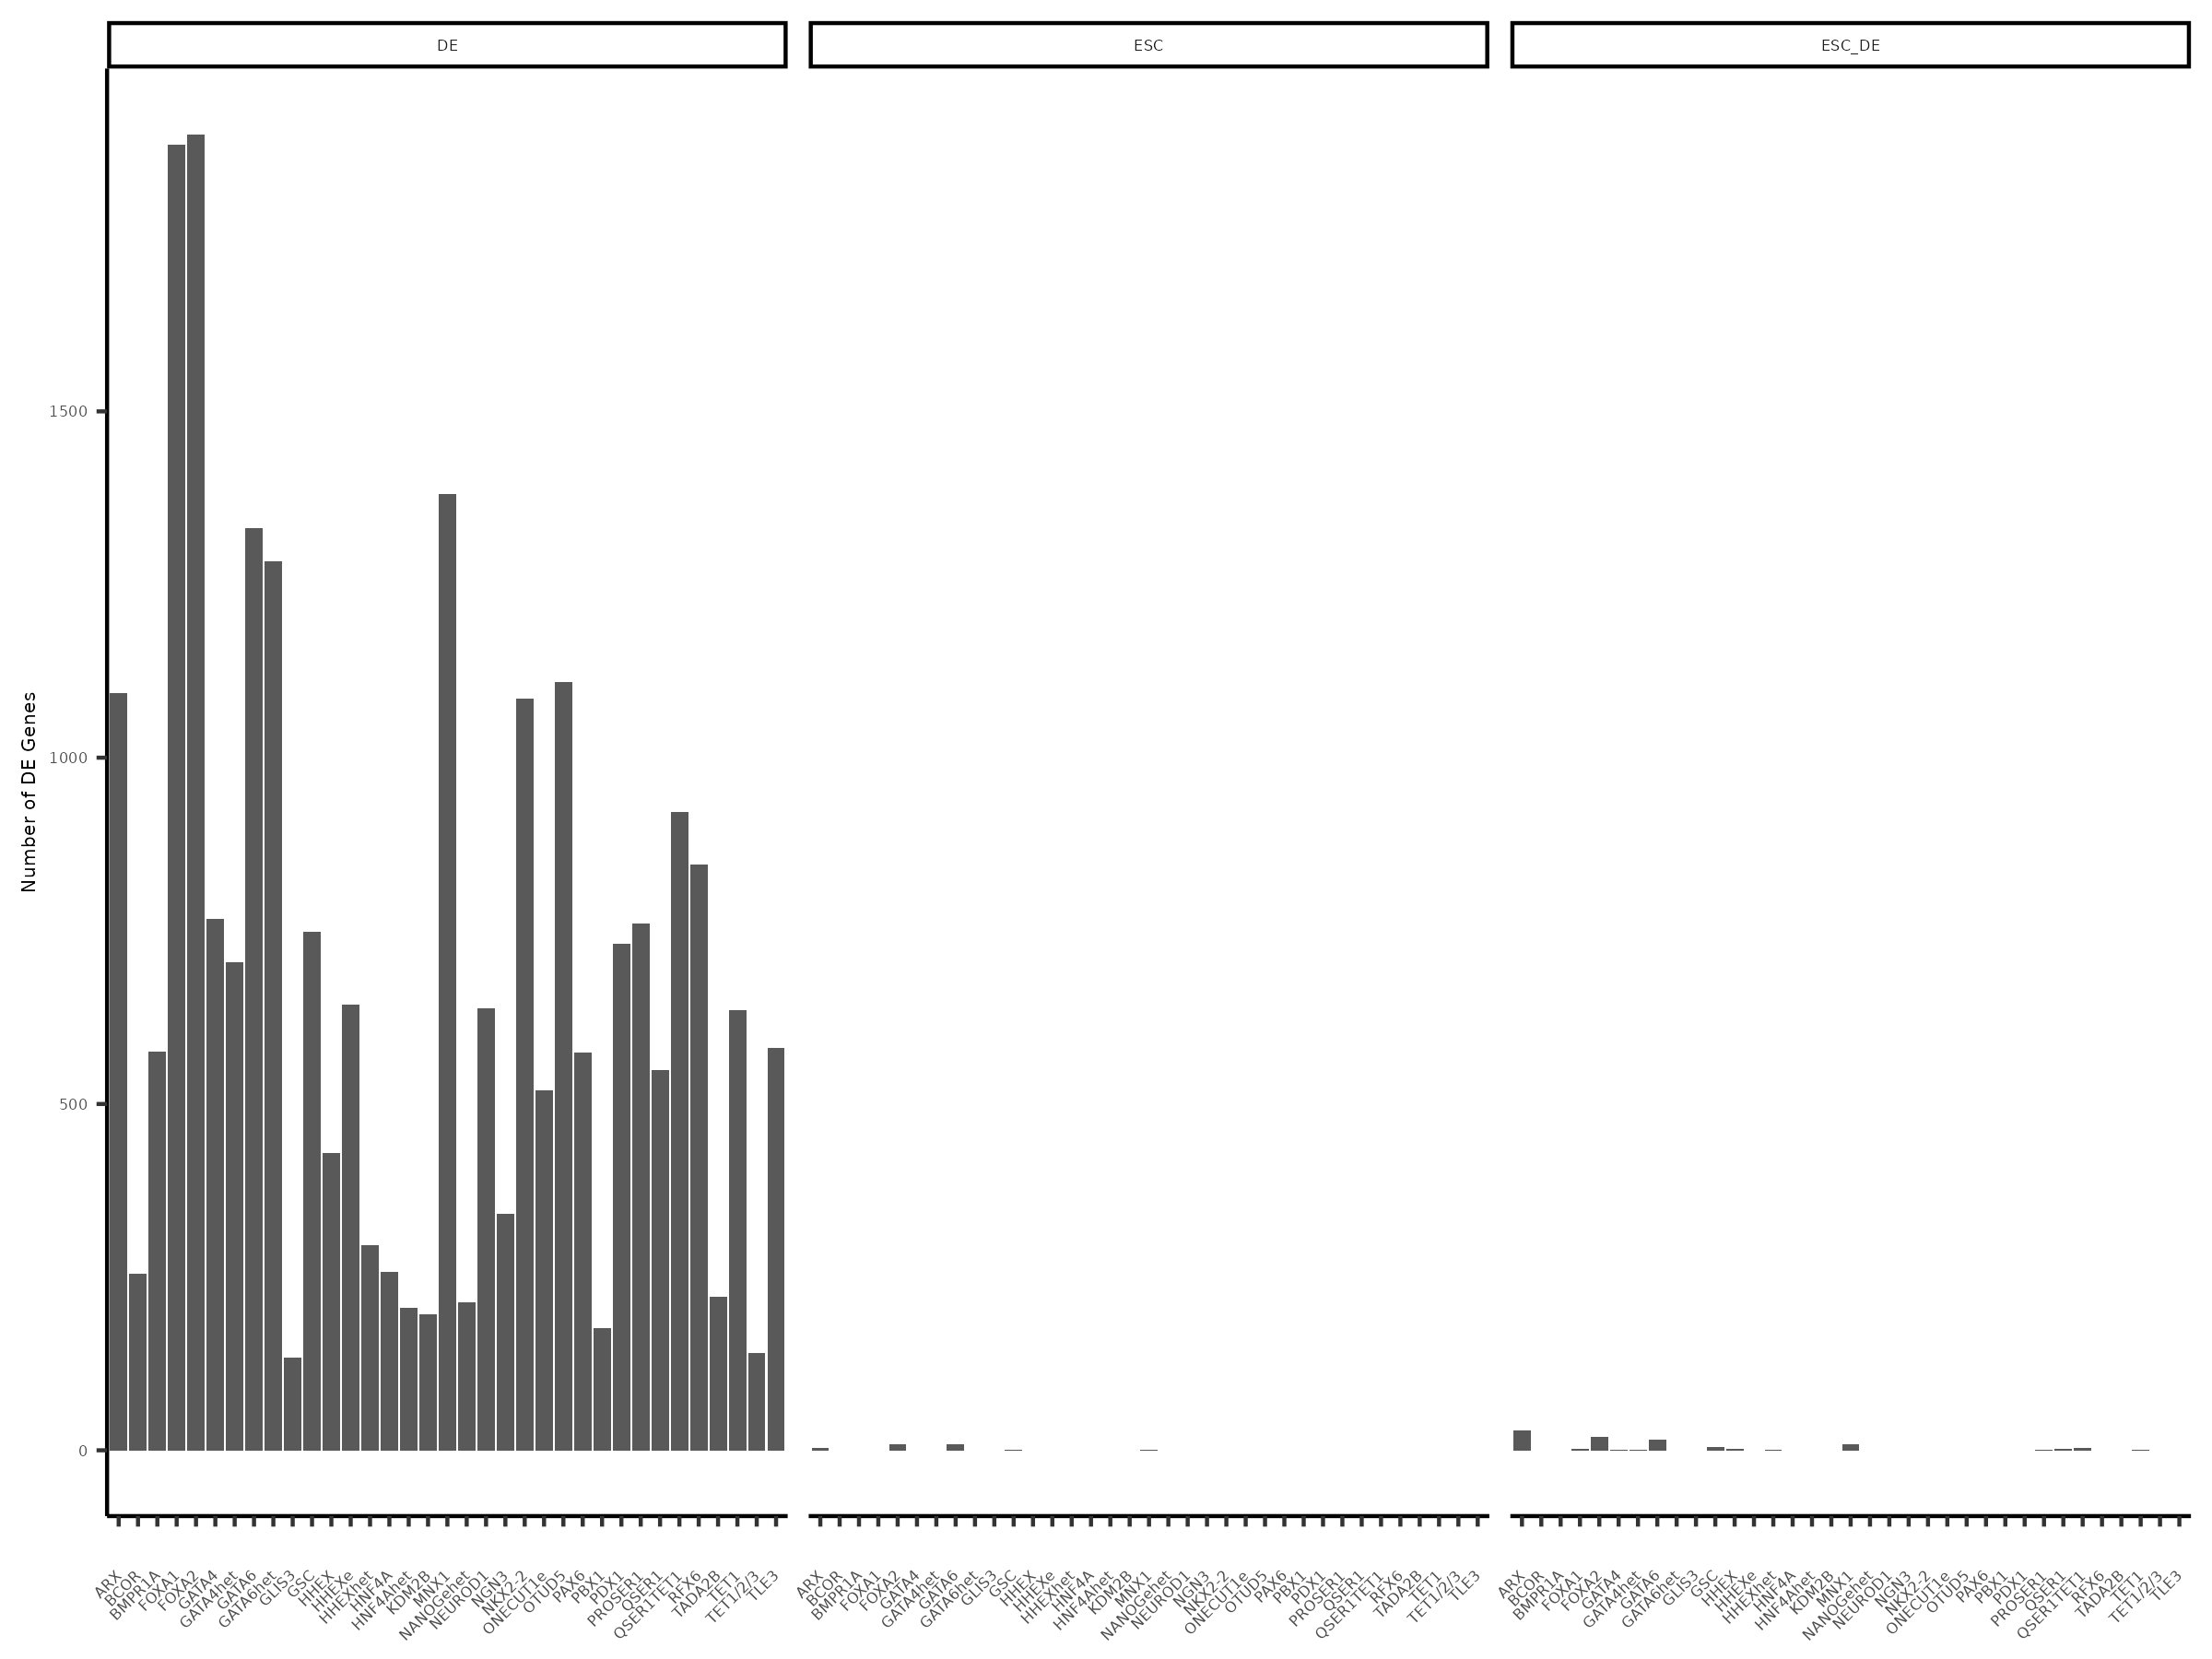 DE
ESC
ESC_DE
Number of DE Genes
1500
1000
500
0
ARX
BCOR
BMPR1A
FOXA1
FOXA2
GATA4
GATA4het
GATA6
GATA6het
GLIS3
GSC
HHEX
HHEXe
HHEXhet
HNF4A
HNF4Ahet
KDM2B
MNX1
NANOGehet
NEUROD1
NGN3
NKX2-2
ONECUT1e
OTUD5
PAX6
PBX1
PDX1
PROSER1
QSER1
QSER1TET1
RFX6
TADA2B
TET1
TET1/2/3
TLE3
ARX
BCOR
BMPR1A
FOXA1
FOXA2
GATA4
GATA4het
GATA6
GATA6het
GLIS3
GSC
HHEX
HHEXe
HHEXhet
HNF4A
HNF4Ahet
KDM2B
MNX1
NANOGehet
NEUROD1
NGN3
NKX2-2
ONECUT1e
OTUD5
PAX6
PBX1
PDX1
PROSER1
QSER1
QSER1TET1
RFX6
TADA2B
TET1
TET1/2/3
TLE3
ARX
BCOR
BMPR1A
FOXA1
FOXA2
GATA4
GATA4het
GATA6
GATA6het
GLIS3
GSC
HHEX
HHEXe
HHEXhet
HNF4A
HNF4Ahet
KDM2B
MNX1
NANOGehet
NEUROD1
NGN3
NKX2-2
ONECUT1e
OTUD5
PAX6
PBX1
PDX1
PROSER1
QSER1
QSER1TET1
RFX6
TADA2B
TET1
TET1/2/3
TLE3